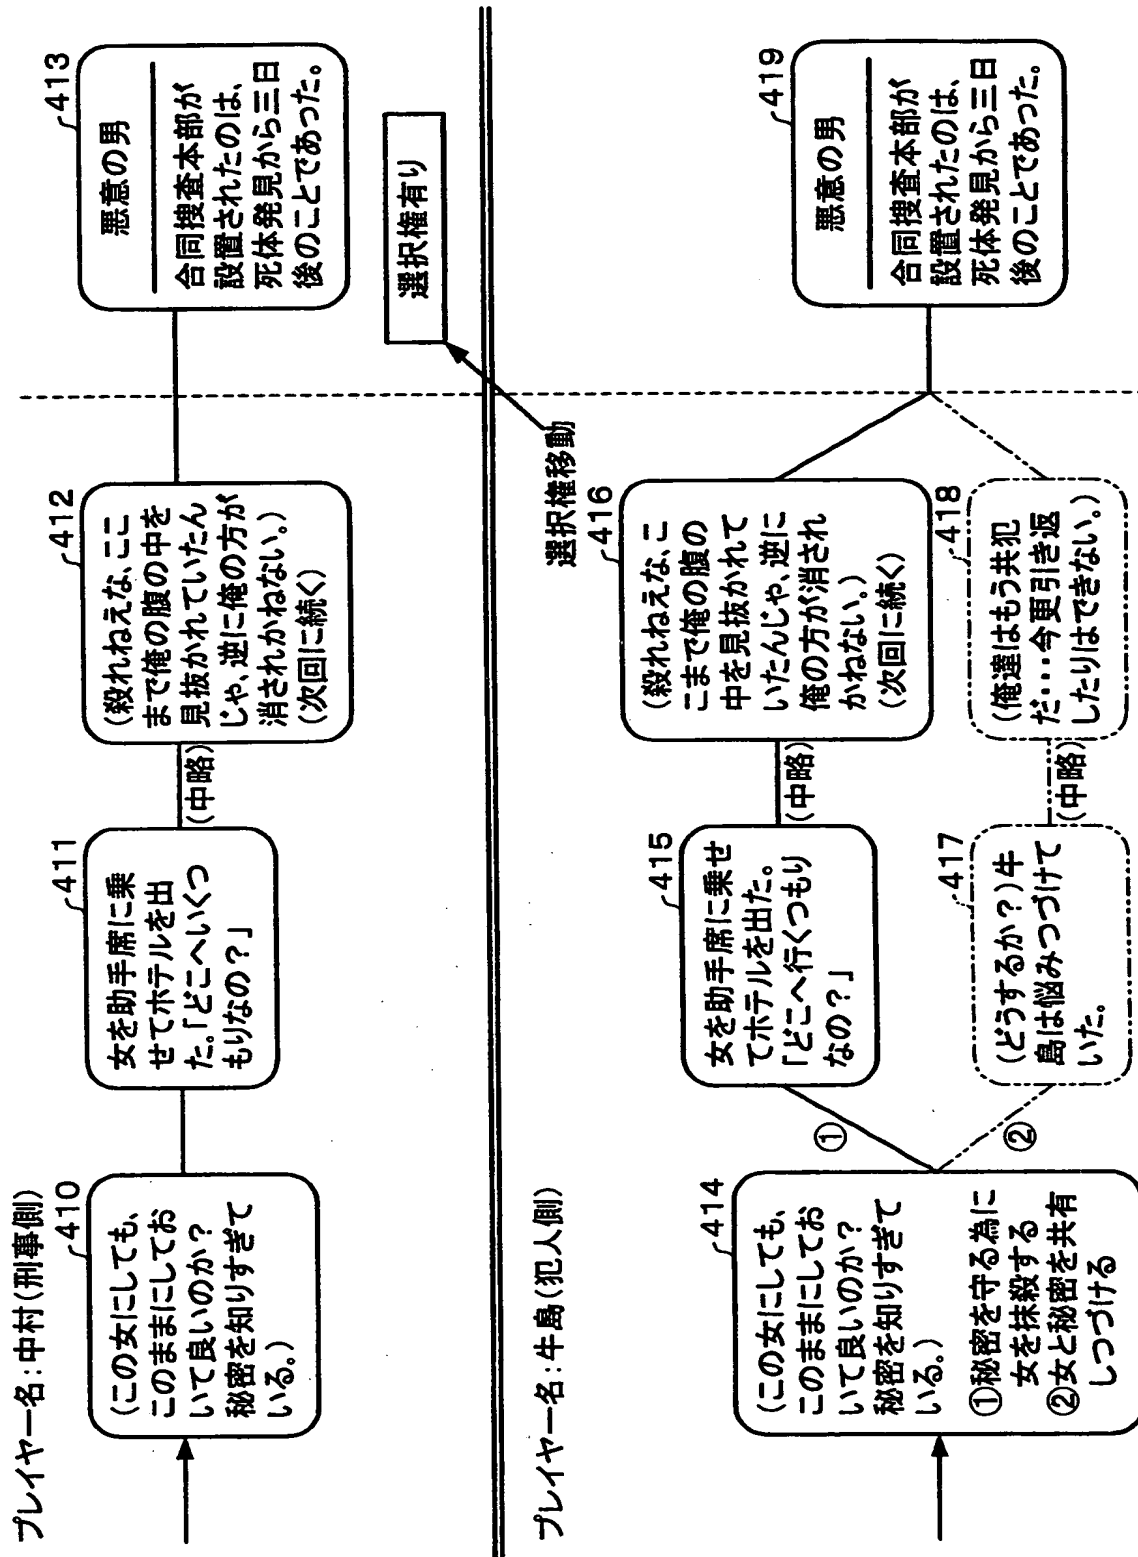 プレイヤー名:中村(刑事側)
410
(この女にしても、
このままにしてお
いて良いのか?
秘密を知りすぎて
いる。)
411
女を助手席に乗
せてホテルを出
た。「どこへいくつ
もりなの?」
(中略)
412
(殺れねえな、ここ
まで俺の腹の中を
見抜かれていたん
じゃ、逆に俺の方が
消されかねない。)
(次回に続く)
413
悪意の男
合同捜査本部が
設置されたのは、
死体発見から三日
後のことであった。
選択権有り
選択権移動
プレイヤー名:牛島(犯人側)
414
(この女にしても、
このままにしてお
いて良いのか?
秘密を知りすぎて
いる。)
①秘密を守る為に
女を抹殺する
②女と秘密を共有
しつづける
①
②
415
女を助手席に乗せ
てホテルを出た。
「どこへ行くつもり
なの?」
(中略)
416
(殺れねえな、こ
こまで俺の腹の
中を見抜かれて
いたんじゃ、逆に
俺の方が消され
かねない。)
(次回に続く)
417
(どうするか?)牛
島は悩みつづけて
いた。
(中略)
418
(俺達はもう共犯
だ・・・今更引き返
したりはできない。)
419
悪意の男
合同捜査本部が
設置されたのは、
死体発見から三日
後のことであった。